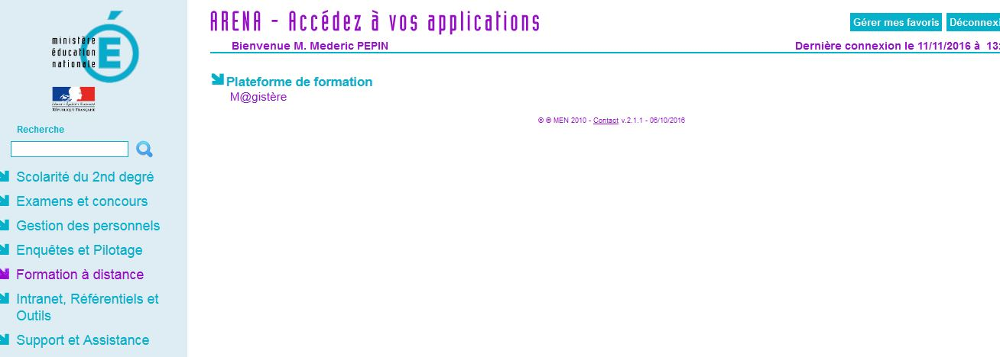 ministère
éducation
nationale
É
Liberté • Égalité • Fraternité
RÉPUBLIQUE FRANÇAISE
Recherche
Scolarité du 2nd degré
Examens et concours
Gestion des personnels
Enquêtes et Pilotage
Formation à distance
Intranet, Référentiels et
Outils
Support et Assistance
ARENA - Accédez à vos applications
Gérer mes favoris
Déconnexi
Bienvenue M. Mederic PEPIN
Dernière connexion le 11/11/2016 à 13:
Plateforme de formation
M@gistère
© © MEN 2010 - Contact v.2.1.1 - 06/10/2016